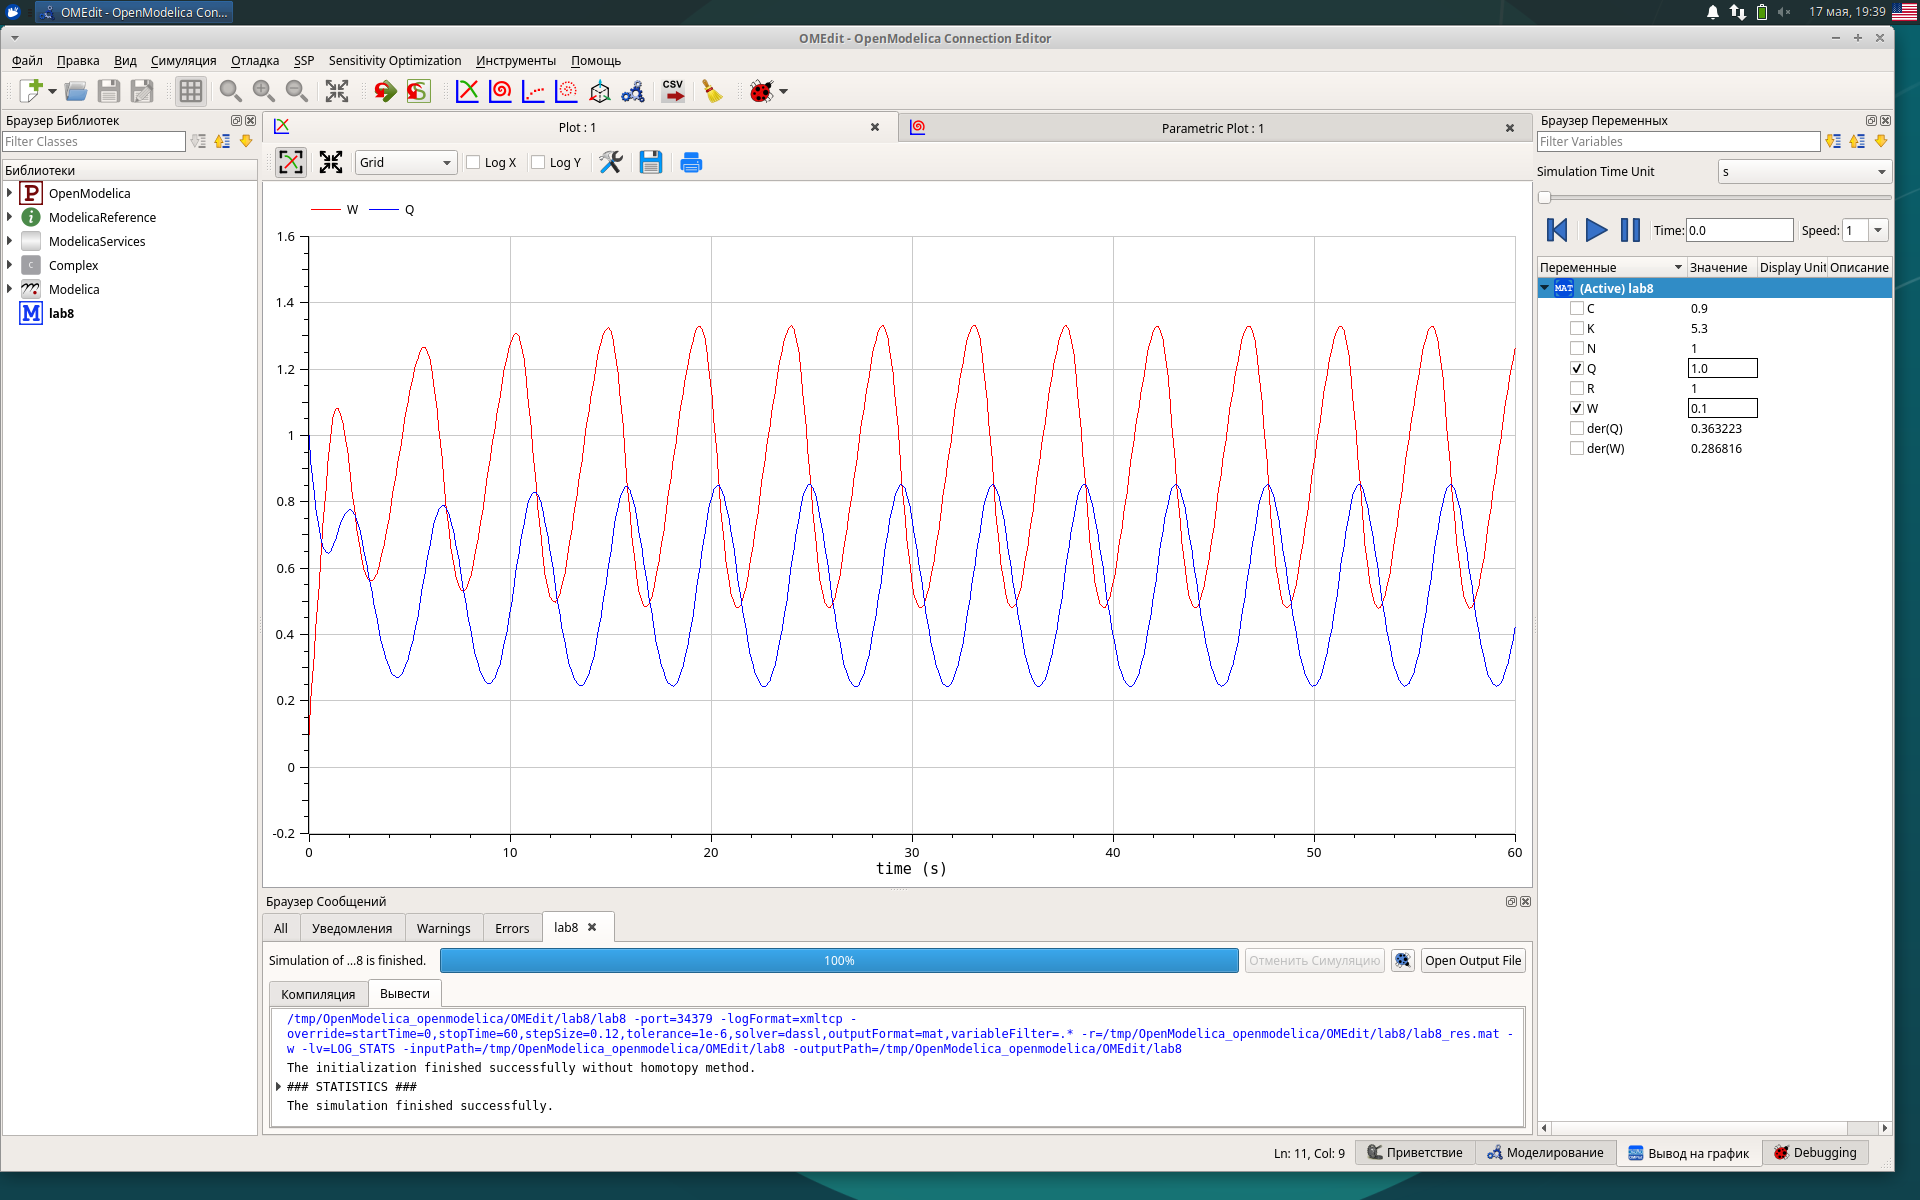 OMEdit - OpenModelica Con...
17 мая, 19:39
OMEdit - OpenModelica Connection Editor
Файл Правка Вид Симуляция Отладка SSP Sensitivity Optimization Инструменты Помощь
CSV
Браузер Библиотек
Filter Classes
Библиотеки
P OpenModelica
i ModelicaReference
ModelicaServices
C Complex
Modelica
M lab8
Plot : 1
Parametric Plot : 1
Grid
Log X
Log Y
W Q
1.6
1.4
1.2
1
0.8
0.6
0.4
0.2
0
-0.2
0 10 20 30 40 50 60
time (s)
Браузер Переменных
Filter Variables
Simulation Time Unit s
Time: 0.0 Speed: 1
Переменные Значение Display Unit Описание
MAT (Active) lab8
C 0.9
K 5.3
N 1
Q 1.0
R 1
W 0.1
der(Q) 0.363223
der(W) 0.286816
Браузер Сообщений
All Уведомления Warnings Errors lab8
Simulation of ...8 is finished. 100% Отменить Симуляцию Open Output File
Компиляция Вывести
/tmp/OpenModelica_openmodelica/OMEdit/lab8/lab8 -port=34379 -logFormat=xmltcp -
override=startTime=0,stopTime=60,stepSize=0.12,tolerance=1e-6,solver=dassl,outputFormat=mat,variableFilter=.* -r=/tmp/OpenModelica_openmodelica/OMEdit/lab8/lab8_res.mat -
w -lv=LOG_STATS -inputPath=/tmp/OpenModelica_openmodelica/OMEdit/lab8 -outputPath=/tmp/OpenModelica_openmodelica/OMEdit/lab8
The initialization finished successfully without homotopy method.
### STATISTICS ###
The simulation finished successfully.
Ln: 11, Col: 9 Приветствие Моделирование Вывод на график Debugging